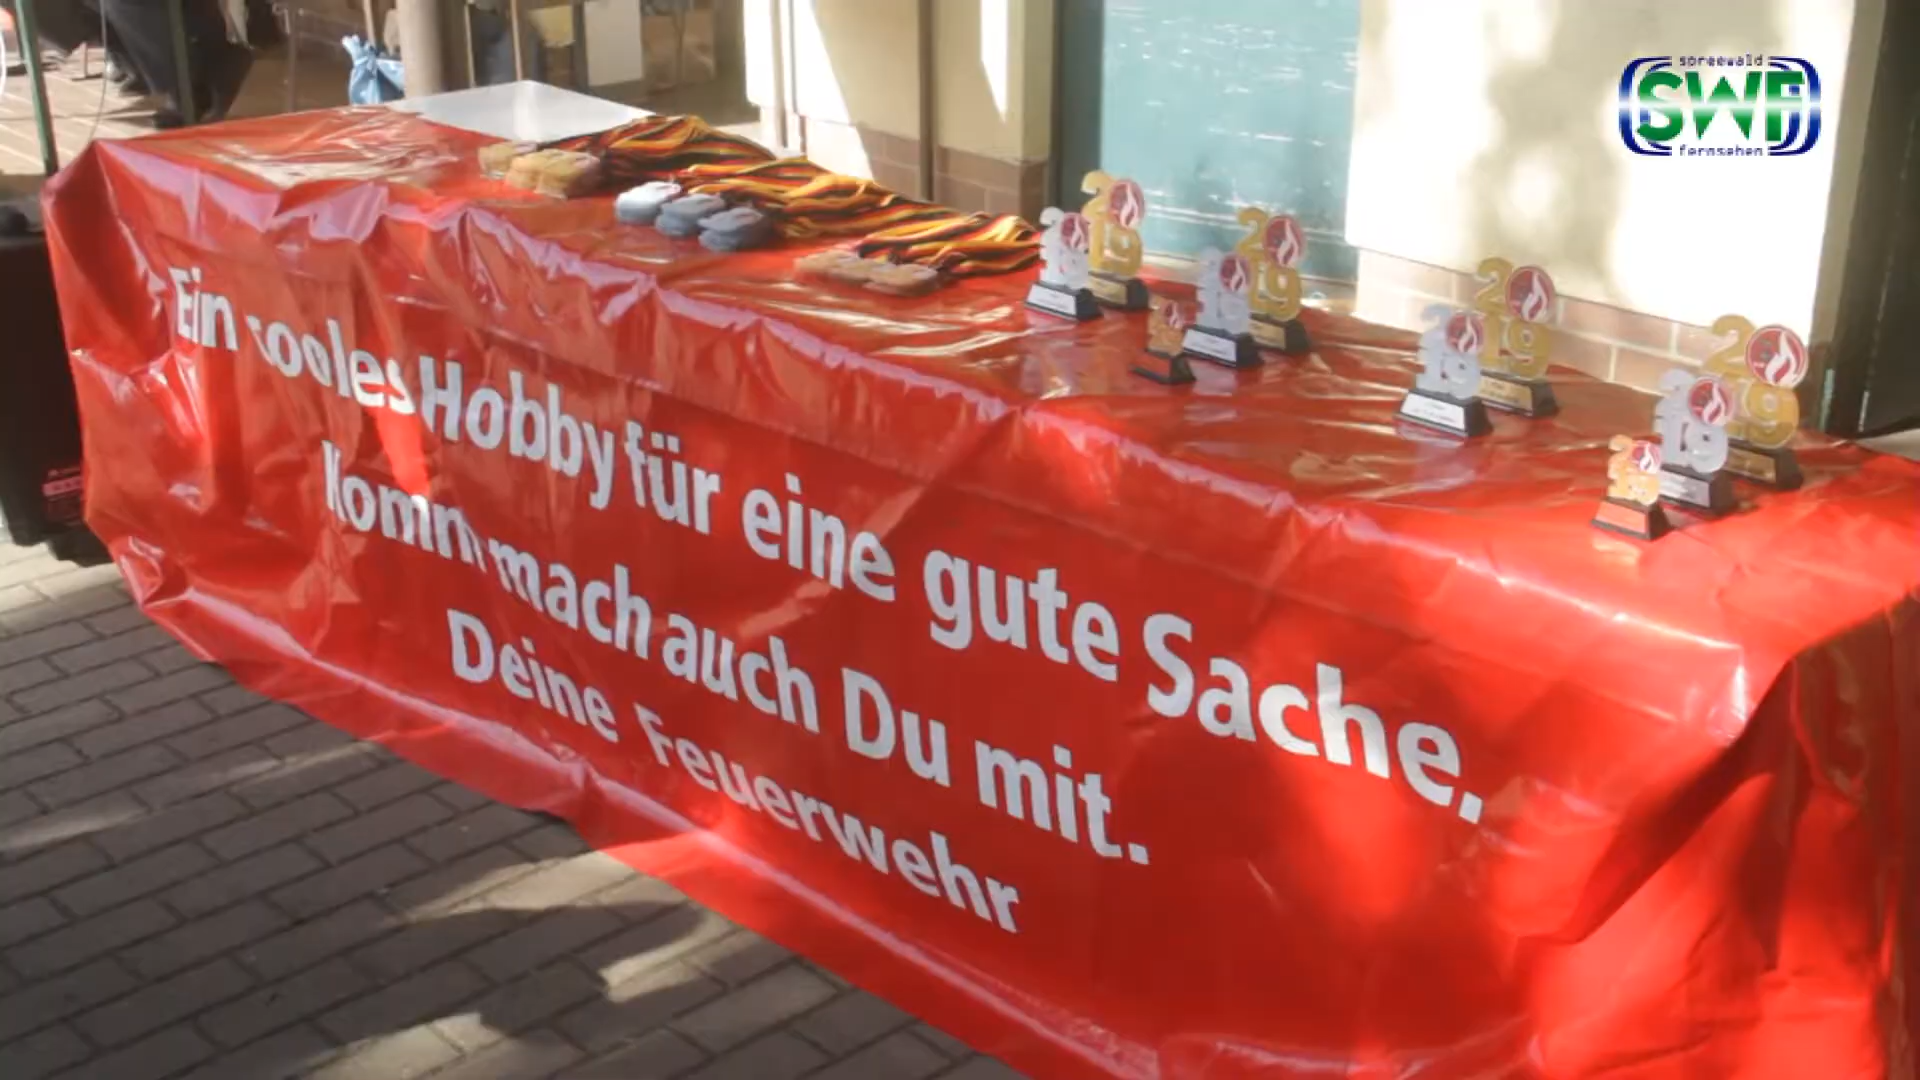 spreewald
SWF
fernsehen
Ein cooles Hobby für eine gute Sache,
Komm mach auch Du mit.
Deine Feuerwehr
2019
2019
2019
2019
2019
2019
2019
2019
2019
2019